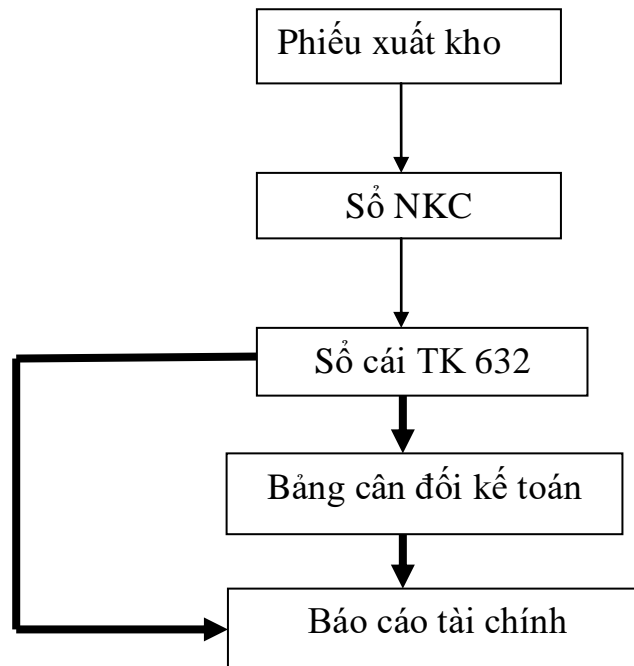 Phiếu xuất kho
Sổ NKC
Sổ cái TK 632
Bảng cân đối kế toán
Báo cáo tài chính